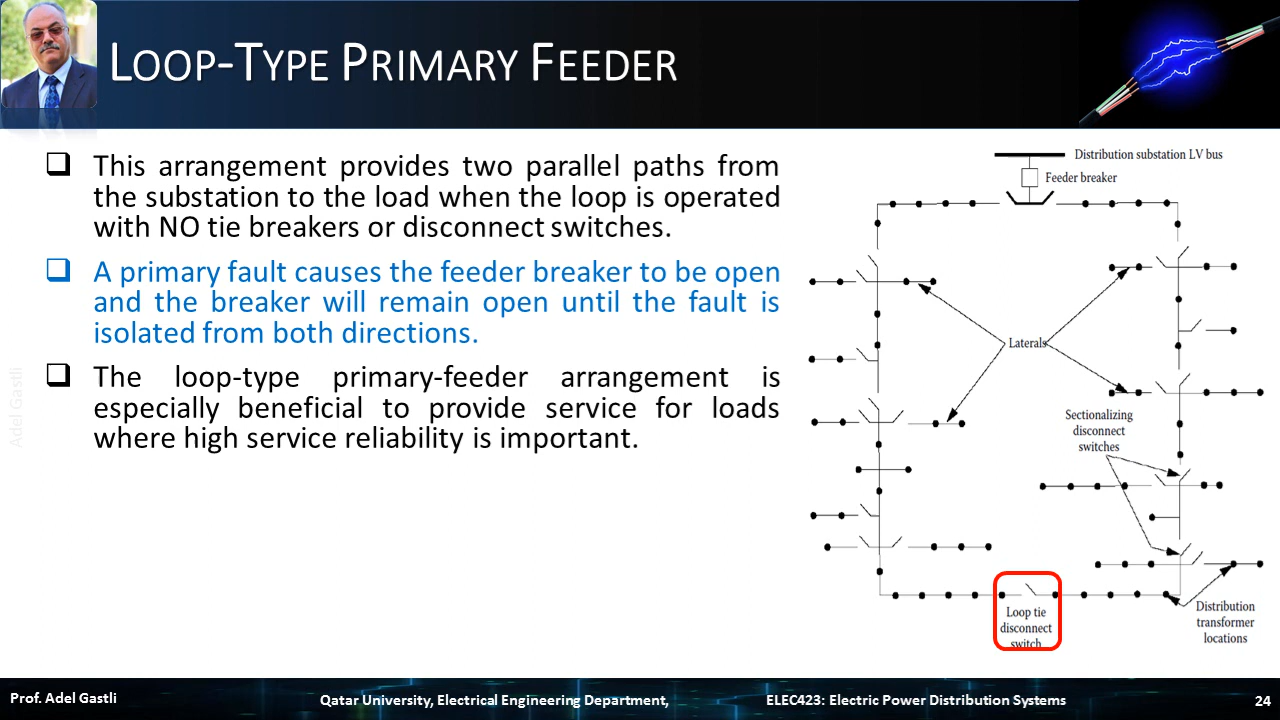 LOOP-TYPE PRIMARY FEEDER
❑ This arrangement provides two parallel paths from
the substation to the load when the loop is operated
with NO tie breakers or disconnect switches.
❑ A primary fault causes the feeder breaker to be open
and the breaker will remain open until the fault is
isolated from both directions.
❑ The loop-type primary-feeder arrangement is
especially beneficial to provide service for loads
where high service reliability is important.
Adel Gastli
Distribution substation LV bus
Feeder breaker
Laterals
Sectionalizing
disconnect
switches
Loop tie
disconnect
switch
Distribution
transformer
locations
Prof. Adel Gastli
Qatar University, Electrical Engineering Department,
ELEC423: Electric Power Distribution Systems
24